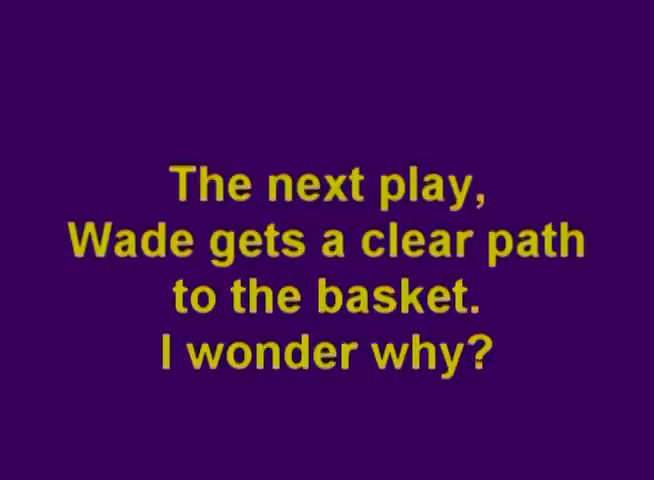 The next play,
Wade gets a clear path
to the basket.
I wonder why?